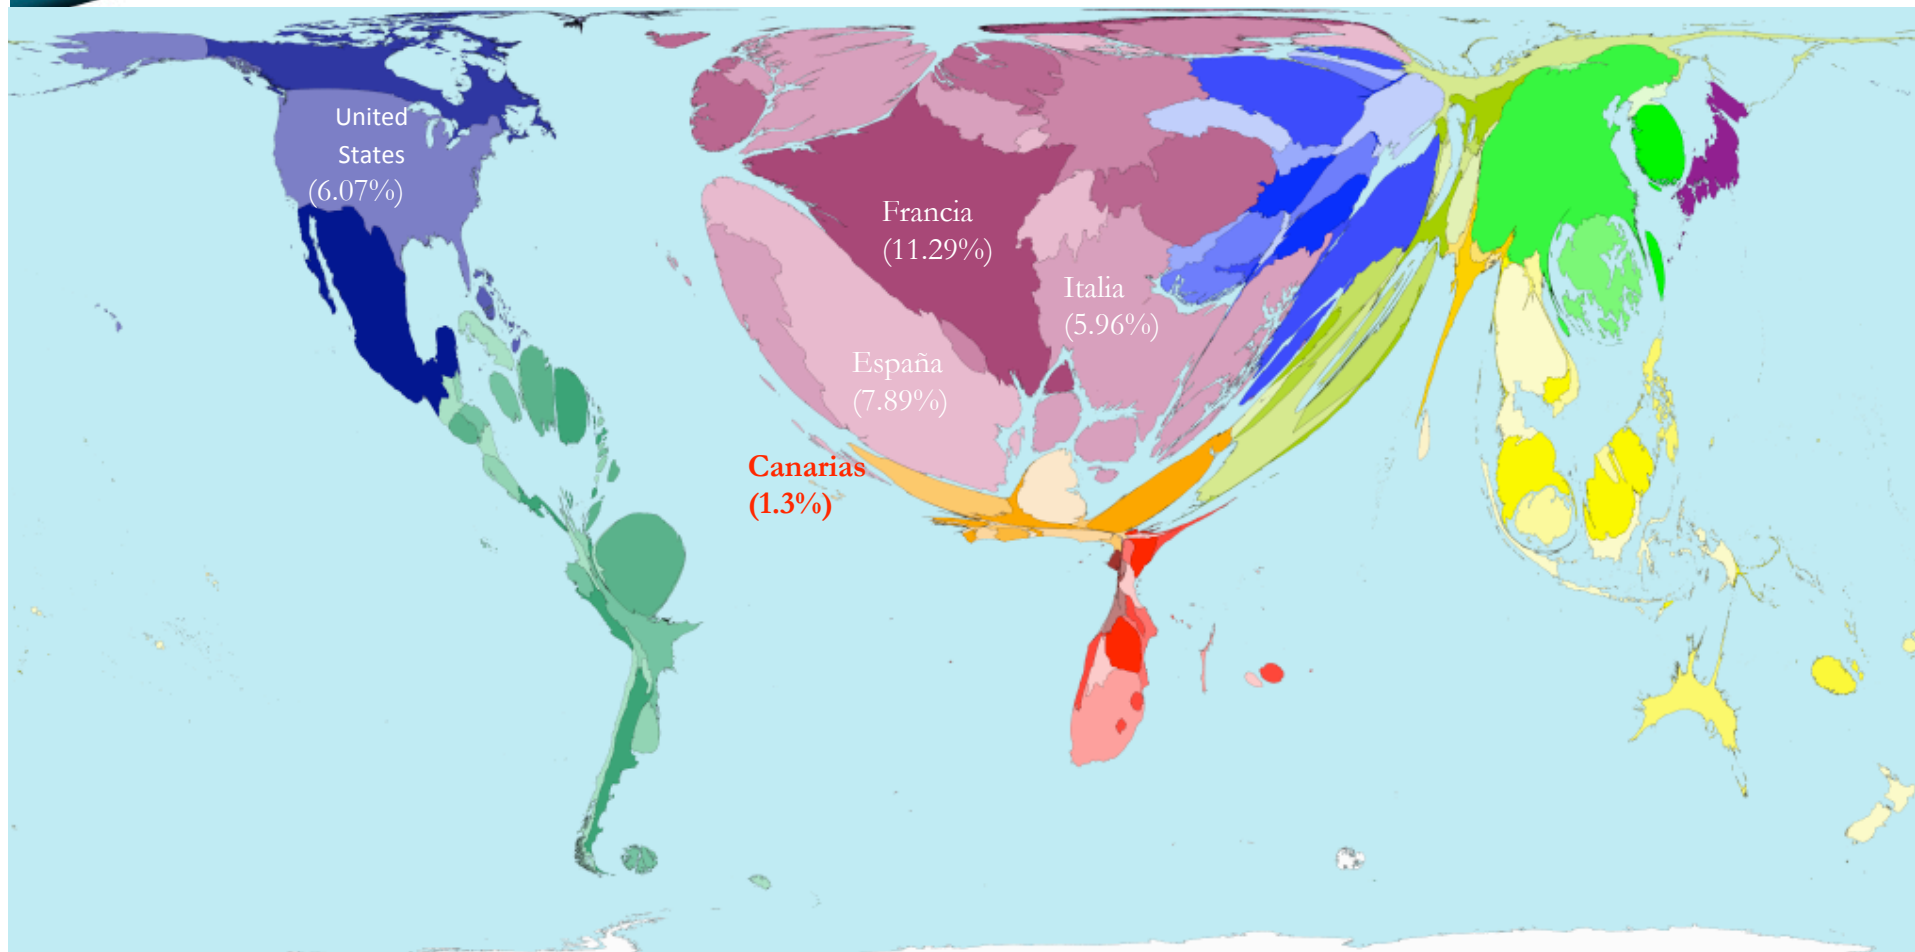 United
States
(6.07%)
Francia
(11.29%)
Italia
(5.96%)
España
(7.89%)
Canarias
(1.3%)